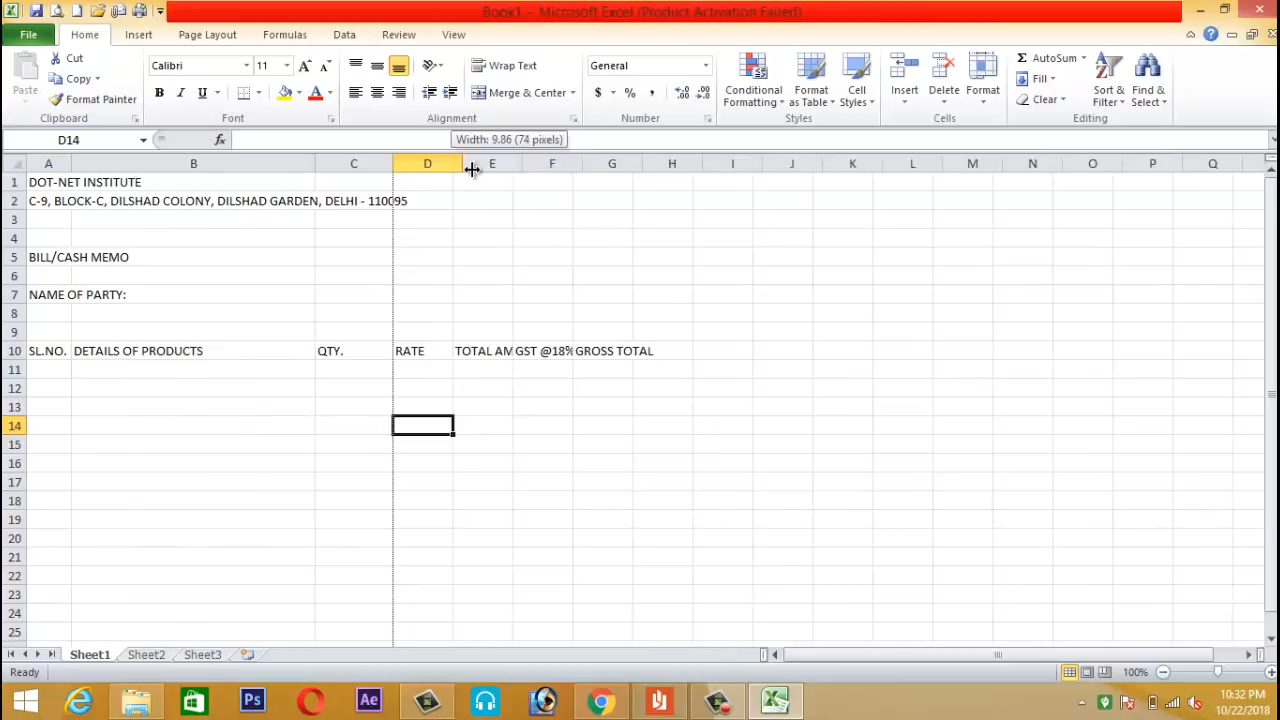 Book1 - Microsoft Excel (Product Activation Failed)
File Home Insert Page Layout Formulas Data Review View
Paste
Cut
Copy
Format Painter
Clipboard
Calibri 11
B I U
Font
Wrap Text
Merge & Center
Alignment
General
$ % ,
Number
Conditional Formatting
Format as Table
Cell Styles
Styles
Insert
Delete
Format
Cells
Σ AutoSum
Fill
Clear
Sort & Filter
Find & Select
Editing
D14 fx
Width: 9.86 (74 pixels)
A B C D E F G H I J K L M N O P Q
1 DOT-NET INSTITUTE
2 C-9, BLOCK-C, DILSHAD COLONY, DILSHAD GARDEN, DELHI - 110095
3
4
5 BILL/CASH MEMO
6
7 NAME OF PARTY:
8
9
10 SL.NO. DETAILS OF PRODUCTS QTY. RATE TOTAL AM GST @18% GROSS TOTAL
11
12
13
14
15
16
17
18
19
20
21
22
23
24
25
Sheet1 Sheet2 Sheet3
Ready 100%
Ps Ae
10:32 PM
10/22/2018